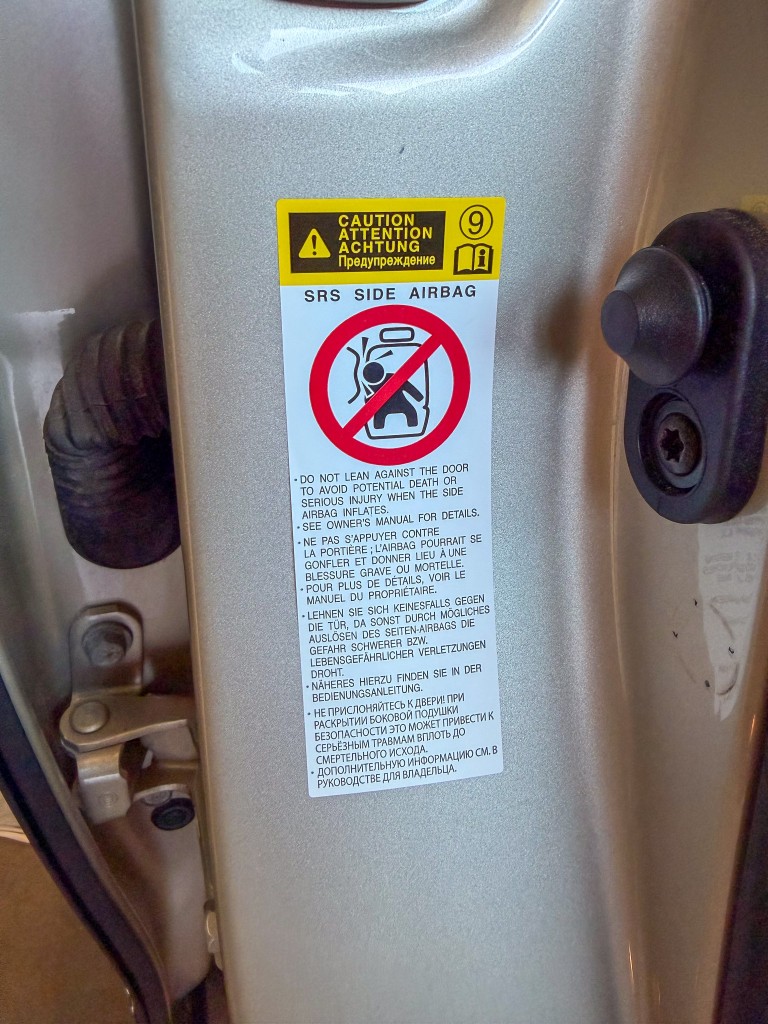 CAUTION
ATTENTION
ACHTUNG
Предупреждение
9
i
SRS SIDE AIRBAG
• DO NOT LEAN AGAINST THE DOOR
TO AVOID POTENTIAL DEATH OR
SERIOUS INJURY WHEN THE SIDE
AIRBAG INFLATES.
• SEE OWNER'S MANUAL FOR DETAILS.
• NE PAS S'APPUYER CONTRE
LA PORTIÈRE ; L'AIRBAG POURRAIT SE
GONFLER ET DONNER LIEU À UNE
BLESSURE GRAVE OU MORTELLE.
• POUR PLUS DE DÉTAILS, VOIR LE
MANUEL DU PROPRIÉTAIRE.
• LEHNEN SIE SICH KEINESFALLS GEGEN
DIE TÜR, DA SONST DURCH MÖGLICHES
AUSLÖSEN DES SEITEN-AIRBAGS DIE
GEFAHR SCHWERER BZW.
LEBENSGEFÄHRLICHER VERLETZUNGEN
DROHT.
• NÄHERES HIERZU FINDEN SIE IN DER
BEDIENUNGSANLEITUNG.
• НЕ ПРИСЛОНЯЙТЕСЬ К ДВЕРИ! ПРИ
РАСКРЫТИИ БОКОВОЙ ПОДУШКИ
БЕЗОПАСНОСТИ ЭТО МОЖЕТ ПРИВЕСТИ К
СЕРЬЁЗНЫМ ТРАВМАМ ВПЛОТЬ ДО
СМЕРТЕЛЬНОГО ИСХОДА.
• ДОПОЛНИТЕЛЬНУЮ ИНФОРМАЦИЮ СМ. В
РУКОВОДСТВЕ ДЛЯ ВЛАДЕЛЬЦА.